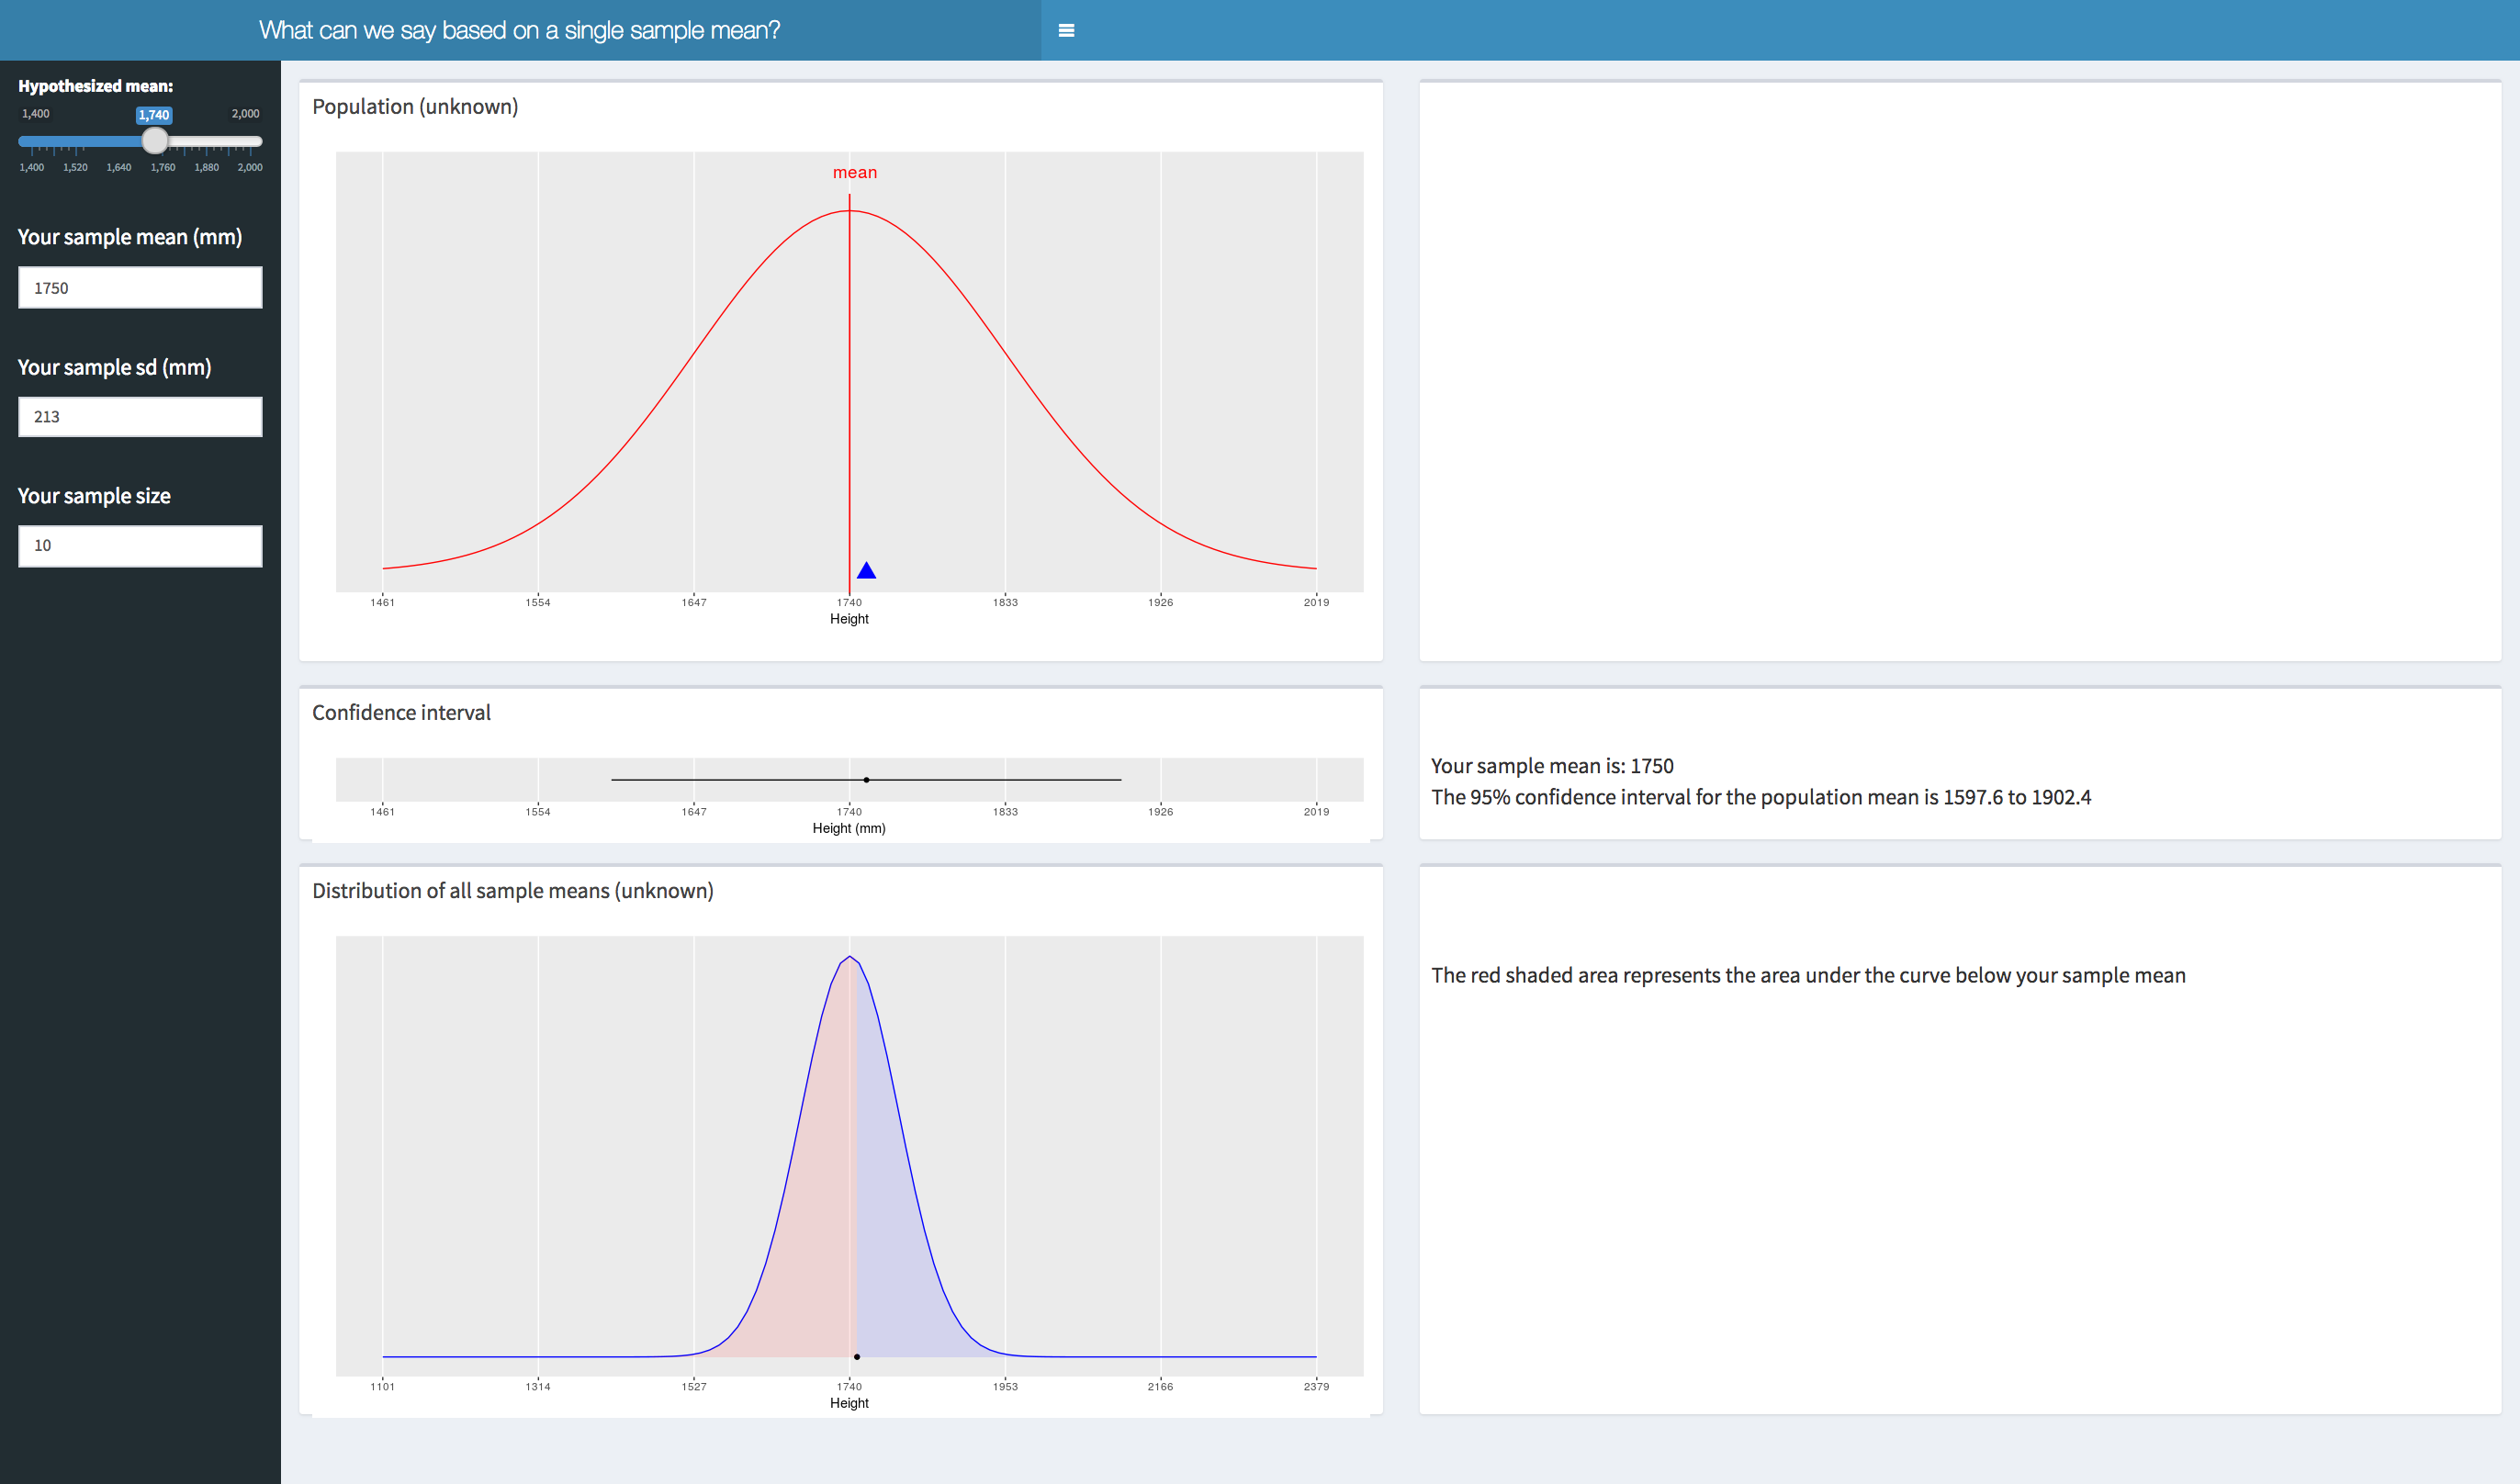 What can we say based on a single sample mean?
Hypothesized mean:
1,400 1,740 2,000
1,400 1,520 1,640 1,760 1,880 2,000
Your sample mean (mm)
1750
Your sample sd (mm)
213
Your sample size
10
Population (unknown)
mean
1461 1554 1647 1740 1833 1926 2019
Height
Confidence interval
1461 1554 1647 1740 1833 1926 2019
Height (mm)
Your sample mean is: 1750
The 95% confidence interval for the population mean is 1597.6 to 1902.4
Distribution of all sample means (unknown)
1101 1314 1527 1740 1953 2166 2379
Height
The red shaded area represents the area under the curve below your sample mean